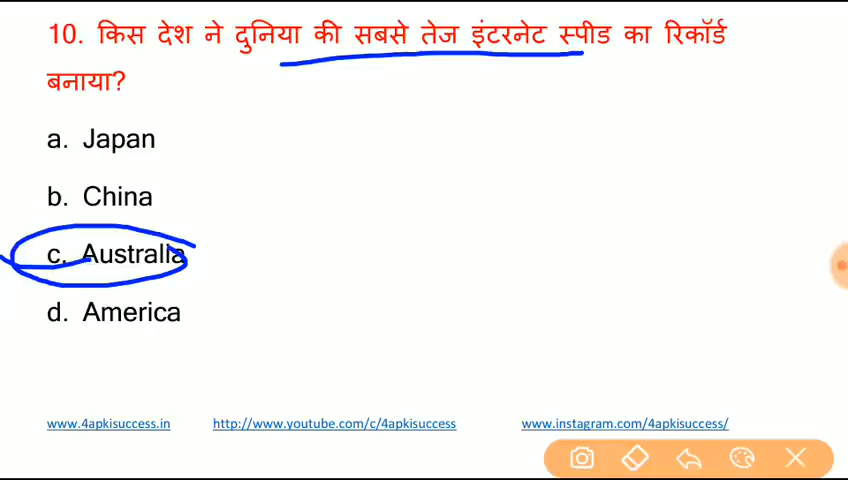 10. किस देश ने दुनिया की सबसे तेज इंटरनेट स्पीड का रिकॉर्ड
बनाया?
a. Japan
b. China
c. Australia
d. America
www.4apkisuccess.in http://www.youtube.com/c/4apkisuccess www.instagram.com/4apkisuccess/